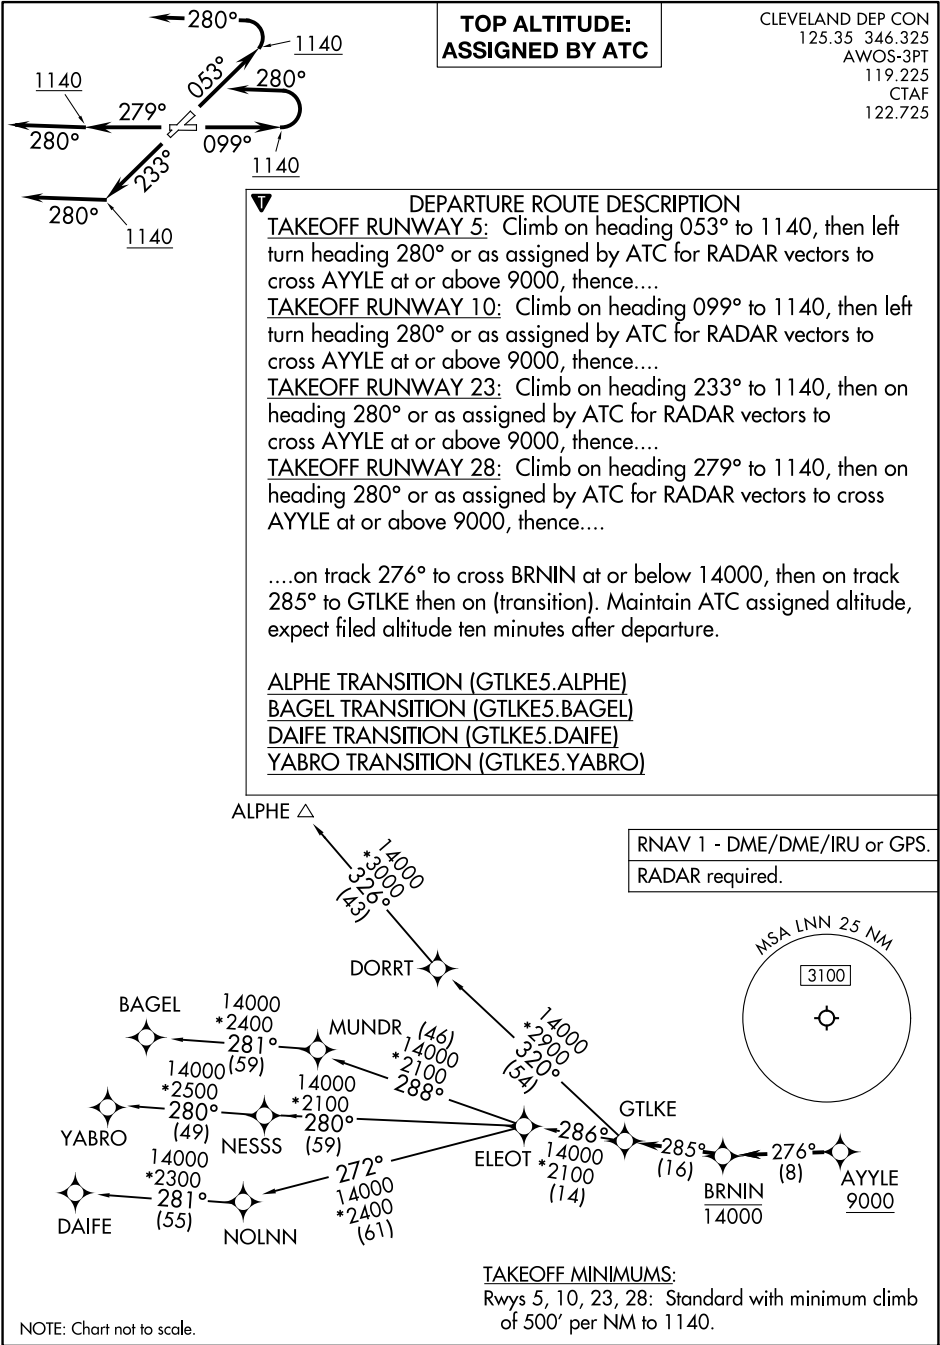 TOP ALTITUDE:
ASSIGNED BY ATC
CLEVELAND DEP CON
125.35 346.325
AWOS-3PT
119.225
CTAF
122.725
280°
1140
053°
280°
1140
279°
280°
099°
1140
233°
280°
1140
T
DEPARTURE ROUTE DESCRIPTION
TAKEOFF RUNWAY 5: Climb on heading 053° to 1140, then left
turn heading 280° or as assigned by ATC for RADAR vectors to
cross AYYLE at or above 9000, thence....
TAKEOFF RUNWAY 10: Climb on heading 099° to 1140, then left
turn heading 280° or as assigned by ATC for RADAR vectors to
cross AYYLE at or above 9000, thence....
TAKEOFF RUNWAY 23: Climb on heading 233° to 1140, then on
heading 280° or as assigned by ATC for RADAR vectors to
cross AYYLE at or above 9000, thence....
TAKEOFF RUNWAY 28: Climb on heading 279° to 1140, then on
heading 280° or as assigned by ATC for RADAR vectors to cross
AYYLE at or above 9000, thence....
....on track 276° to cross BRNIN at or below 14000, then on track
285° to GTLKE then on (transition). Maintain ATC assigned altitude,
expect filed altitude ten minutes after departure.
ALPHE TRANSITION (GTLKE5.ALPHE)
BAGEL TRANSITION (GTLKE5.BAGEL)
DAIFE TRANSITION (GTLKE5.DAIFE)
YABRO TRANSITION (GTLKE5.YABRO)
ALPHE
14000
*3000
326°
(43)
RNAV 1 - DME/DME/IRU or GPS.
RADAR required.
MSA LNN 25 NM
3100
DORRT
14000
*2900
320°
(54)
BAGEL
14000
*2400
281°
(59)
MUNDR
(46)
14000
*2100
288°
YABRO
14000
*2500
280°
(49)
NESSS
14000
*2100
280°
(59)
DAIFE
14000
*2300
281°
(55)
NOLNN
272°
14000
*2400
(61)
ELEOT
286°
14000
*2100
(14)
GTLKE
285°
(16)
BRNIN
14000
276°
(8)
AYYLE
9000
TAKEOFF MINIMUMS:
Rwys 5, 10, 23, 28: Standard with minimum climb
of 500' per NM to 1140.
NOTE: Chart not to scale.